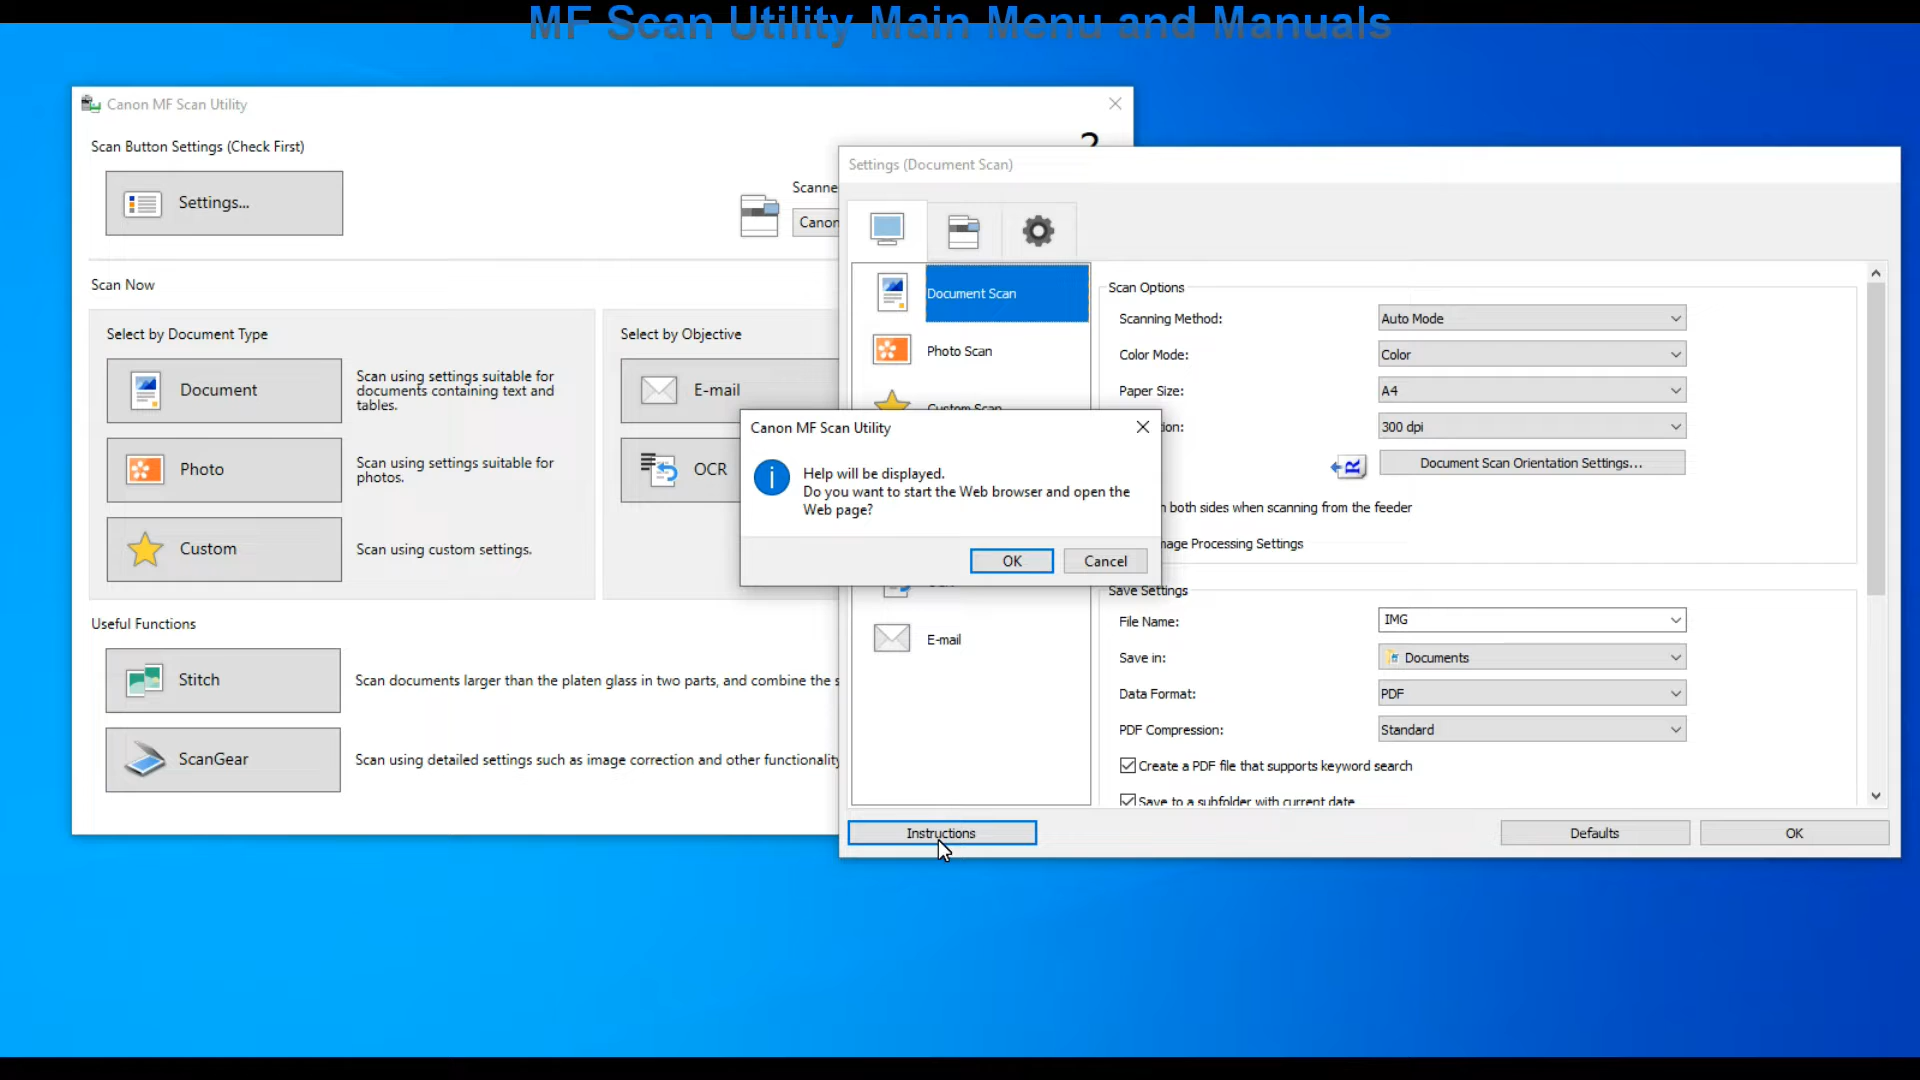 MF Scan Utility Main Menu and Manuals
Canon MF Scan Utility
Scan Button Settings (Check First)
Settings...
Scanne
Canon
Scan Now
Select by Document Type
Document
Scan using settings suitable for
documents containing text and
tables.
Photo
Scan using settings suitable for
photos.
Custom
Scan using custom settings.
Select by Objective
E-mail
OCR
Useful Functions
Stitch
Scan documents larger than the platen glass in two parts, and combine the s
ScanGear
Scan using detailed settings such as image correction and other functionality
Settings (Document Scan)
Document Scan
Photo Scan
Custom Scan
E-mail
Scan Options
Scanning Method:
Auto Mode
Color Mode:
Color
Paper Size:
A4
ion:
300 dpi
R
Document Scan Orientation Settings...
n both sides when scanning from the feeder
mage Processing Settings
Save Settings
File Name:
IMG
Save in:
Documents
Data Format:
PDF
PDF Compression:
Standard
Create a PDF file that supports keyword search
Save to a subfolder with current date
Instructions
Defaults
OK
Canon MF Scan Utility
Help will be displayed.
Do you want to start the Web browser and open the
Web page?
OK
Cancel